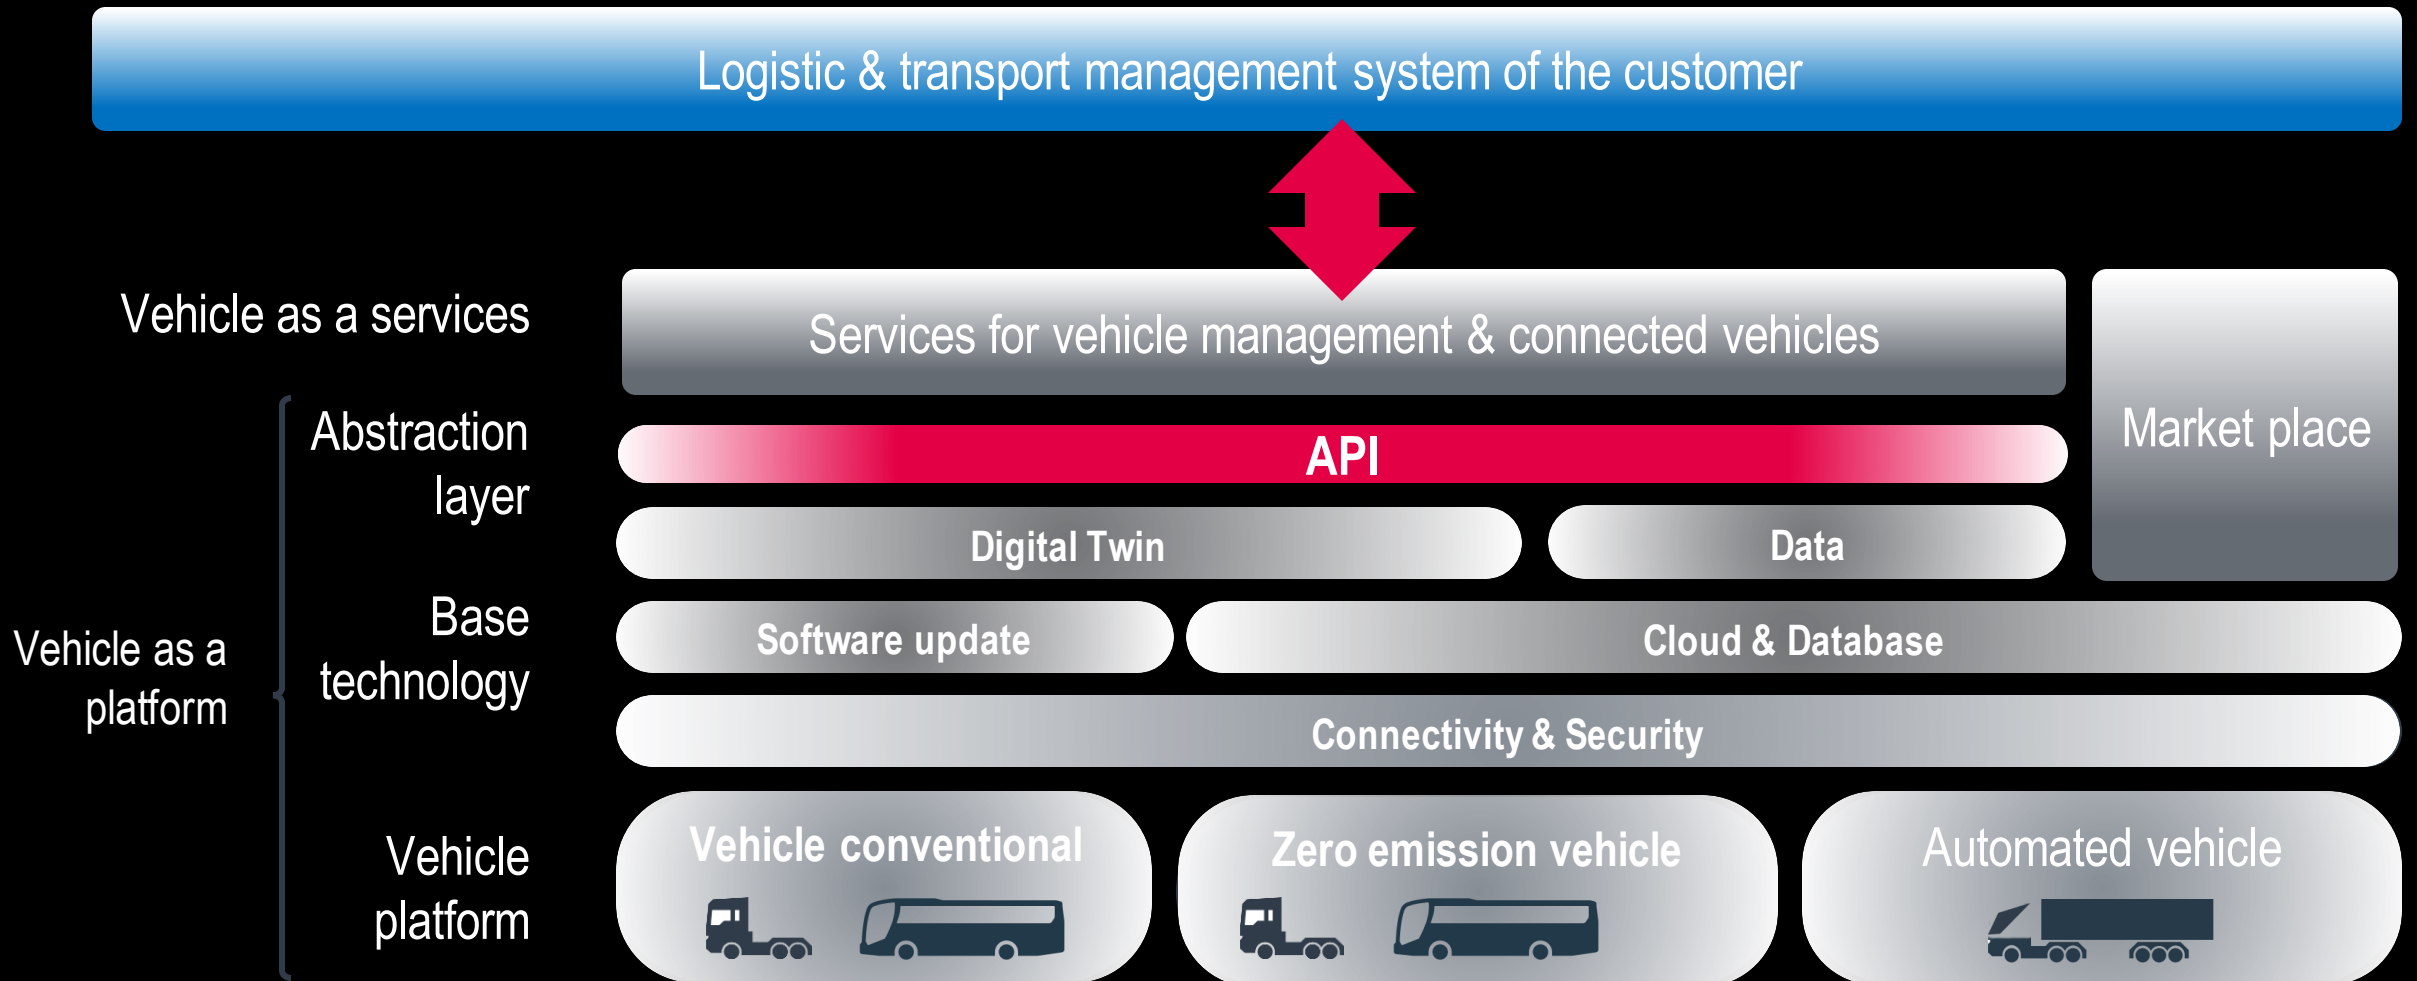 Logistic & transport management system of the customer
Vehicle as a services
Services for vehicle management & connected vehicles
Market place
Abstraction
layer
API
Digital Twin
Data
Vehicle as a
platform
Base
technology
Software update
Cloud & Database
Connectivity & Security
Vehicle
platform
Vehicle conventional
Zero emission vehicle
Automated vehicle